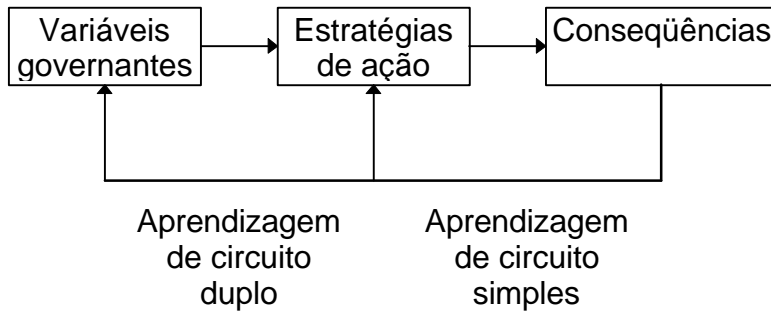 Variáveis
governantes
Estratégias
de ação
Conseqüências
Aprendizagem
de circuito
duplo
Aprendizagem
de circuito
simples